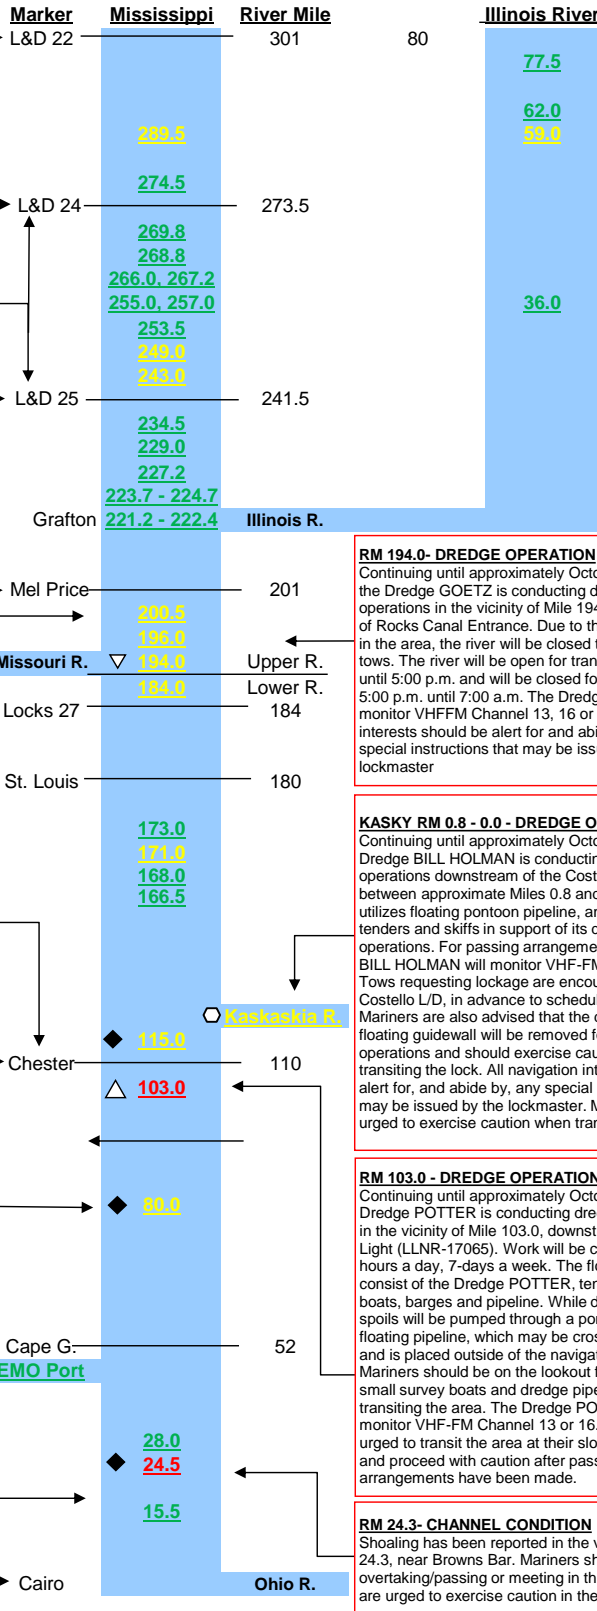 Marker Mississippi River Mile Illinois River
L&D 22 301 80
77.5
62.0
289.5 59.0
274.5
L&D 24 273.5
269.8
268.8
266.0, 267.2
255.0, 257.0 36.0
253.5
249.0
243.0
L&D 25 241.5
234.5
229.0
227.2
223.7 - 224.7
Grafton 221.2 - 222.4 Illinois R.
Mel Price 201
200.5
196.0
Missouri R. 194.0 Upper R.
184.0 Lower R.
Locks 27 184
St. Louis 180
173.0
171.0
168.0
166.5
Kaskaskia R.
115.0
Chester 110
103.0
80.0
Cape G. 52
EMO Port
28.0
24.5
15.5
Cairo Ohio R.
RM 194.0- DREDGE OPERATION
Continuing until approximately Octo
the Dredge GOETZ is conducting d
operations in the vicinity of Mile 194
of Rocks Canal Entrance. Due to th
in the area, the river will be closed t
tows. The river will be open for tran
until 5:00 p.m. and will be closed fo
5:00 p.m. until 7:00 a.m. The Dredg
monitor VHFFM Channel 13, 16 or
interests should be alert for and abi
special instructions that may be iss
lockmaster
KASKY RM 0.8 - 0.0 - DREDGE O
Continuing until approximately Octo
Dredge BILL HOLMAN is conductin
operations downstream of the Cost
between approximate Miles 0.8 and
utilizes floating pontoon pipeline, an
tenders and skiffs in support of its d
operations. For passing arrangeme
BILL HOLMAN will monitor VHF-FM
Tows requesting lockage are encou
Costello L/D, in advance to schedul
Mariners are also advised that the d
floating guidewall will be removed fo
operations and should exercise cau
transiting the lock. All navigation int
alert for, and abide by, any special
may be issued by the lockmaster. M
urged to exercise caution when tran
RM 103.0 - DREDGE OPERATION
Continuing until approximately Octo
Dredge POTTER is conducting dre
in the vicinity of Mile 103.0, downst
Light (LLNR-17065). Work will be c
hours a day, 7-days a week. The flo
consist of the Dredge POTTER, ten
boats, barges and pipeline. While d
spoils will be pumped through a por
floating pipeline, which may be cros
and is placed outside of the navigat
Mariners should be on the lookout f
small survey boats and dredge pipe
transiting the area. The Dredge PO
monitor VHF-FM Channel 13 or 16.
urged to transit the area at their slo
and proceed with caution after pass
arrangements have been made.
RM 24.3- CHANNEL CONDITION
Shoaling has been reported in the v
24.3, near Browns Bar. Mariners sh
overtaking/passing or meeting in th
are urged to exercise caution in the